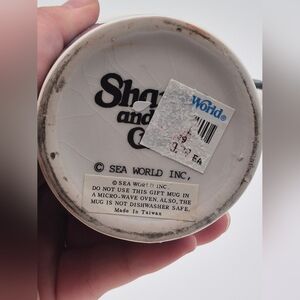 Sha
and
World®
© SEA WORLD INC,
© SEA WORLD INC.
DO NOT USE THIS GIFT MUG IN
A MICRO-WAVE OVEN. ALSO, THE
MUG IS NOT DISHWASHER SAFE.
Made In Taiwan